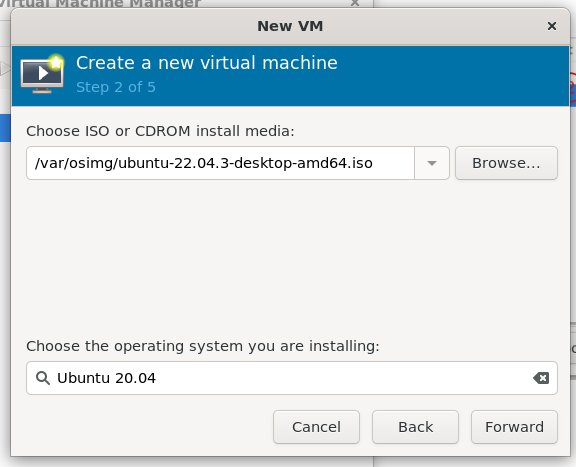 Virtual Machine Manager
New VM
Create a new virtual machine
Step 2 of 5
Choose ISO or CDROM install media:
/var/osimg/ubuntu-22.04.3-desktop-amd64.iso
Browse...
Choose the operating system you are installing:
Ubuntu 20.04
Cancel
Back
Forward